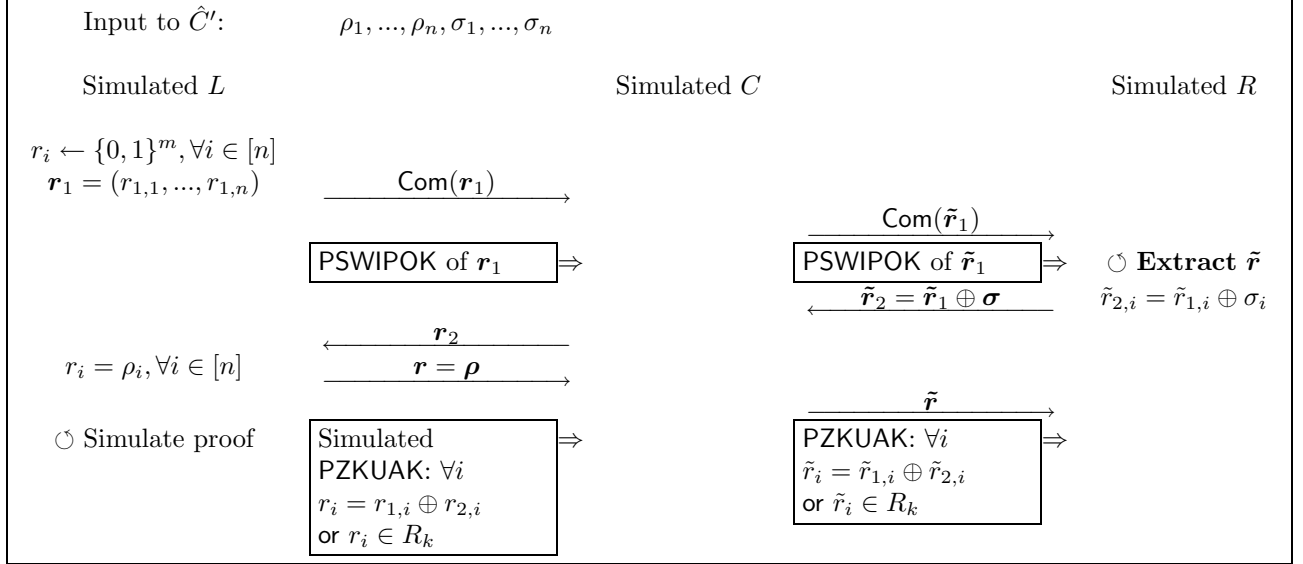 Input to Ĉ′: ρ₁, ..., ρₙ, σ₁, ..., σₙ
Simulated L Simulated C Simulated R
rᵢ ← {0, 1}ᵐ, ∀i ∈ [n]
r₁ = (r₁,₁, ..., r₁,ₙ) Com(r₁)
Com(r̃₁)
PSWIPOK of r₁ ⇒ PSWIPOK of r̃₁ ⇒ ↺ Extract r̃
r̃₂ = r̃₁ ⊕ σ r̃₂,ᵢ = r̃₁,ᵢ ⊕ σᵢ
r₂
rᵢ = ρᵢ, ∀i ∈ [n] r = ρ
r̃
↺ Simulate proof Simulated ⇒ PZKUAK: ∀i ⇒
PZKUAK: ∀i r̃ᵢ = r̃₁,ᵢ ⊕ r̃₂,ᵢ
rᵢ = r₁,ᵢ ⊕ r₂,ᵢ or r̃ᵢ ∈ Rₖ
or rᵢ ∈ Rₖ